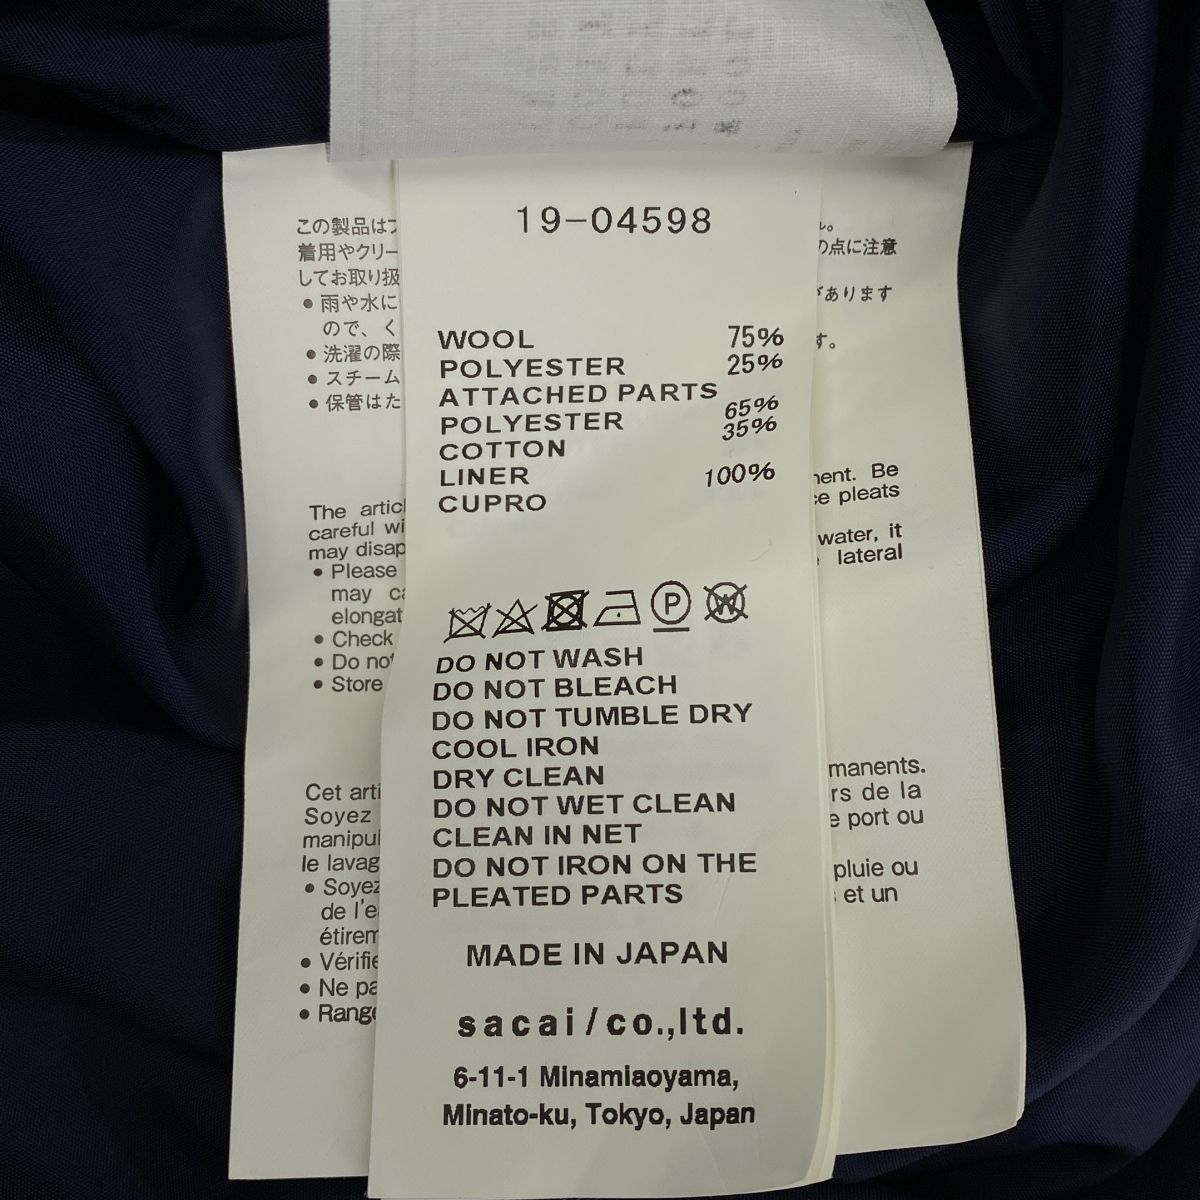 19-04598
WOOL 75%
POLYESTER 25%
ATTACHED PARTS
POLYESTER 65%
COTTON 35%
LINER
CUPRO 100%
P W
DO NOT WASH
DO NOT BLEACH
DO NOT TUMBLE DRY
COOL IRON
DRY CLEAN
DO NOT WET CLEAN
CLEAN IN NET
DO NOT IRON ON THE
PLEATED PARTS
MADE IN JAPAN
sacai/co.,ltd.
6-11-1 Minamiaoyama,
Minato-ku, Tokyo, Japan
この製品は
着用やクリー
してお取り扱
● 雨や水に
ので、く
● 洗濯の際
● スチーム
● 保管はた
ん。
の点に注意
があります
す。
The artic
careful wi
may disap
● Please
may ca
elongat
● Check
● Do not
● Store
ment. Be
ce pleats
water, it
lateral
Cet arti
Soyez
manipul
le lavag
● Soyez
de l'e
étirem
● Vérifie
● Ne pa
● Range
manents.
rs de la
e port ou
pluie ou
et un